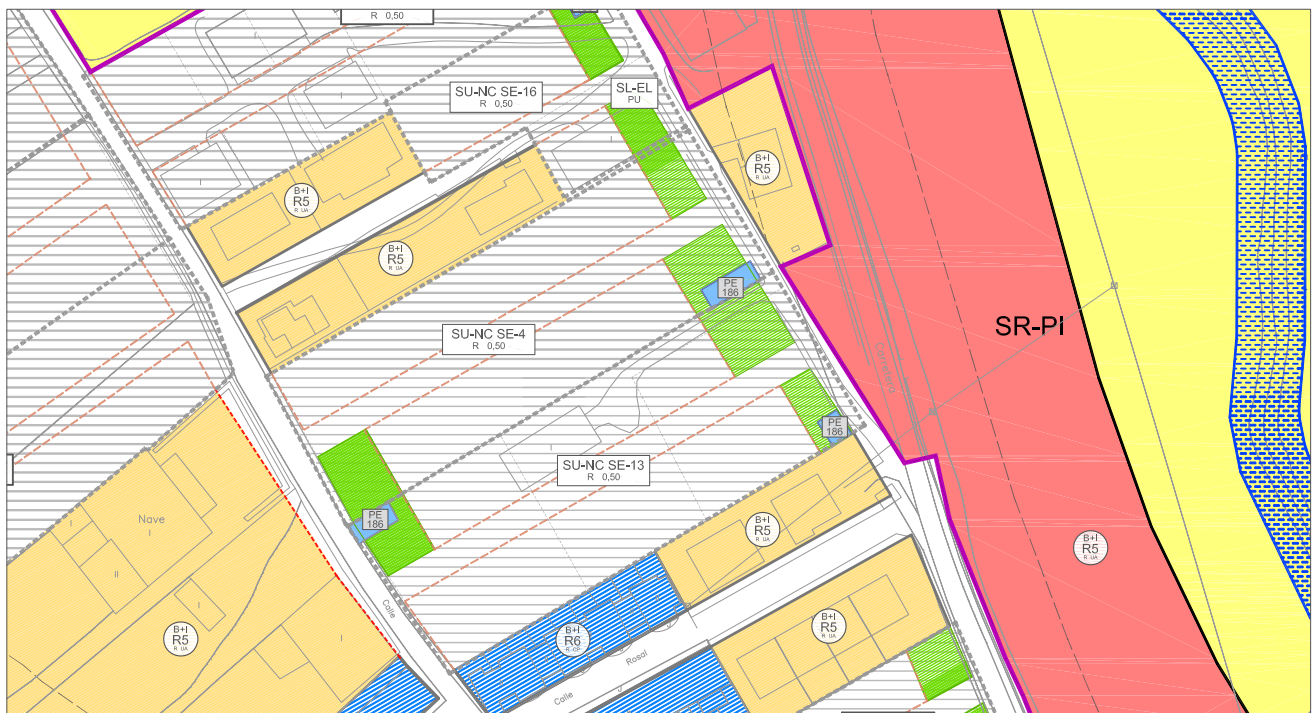 R 0,50
SU-NC SE-16
R 0,50
SL-EL
PU
I
I
I
B+I
R5
R UA
B+I
R5
R UA
B+I
R5
R UA
PE
186
SU-NC SE-4
R 0,50
SR-PI
Carretera
I
PE
186
SU-NC SE-13
R 0,50
PE
186
Nave
I
I
II
I
I
B+I
R5
R UA
B+I
R5
R UA
B+I
R5
R UA
B+I
R5
R UA
B+I
R6
R CP
Calle
Calle
Rosal